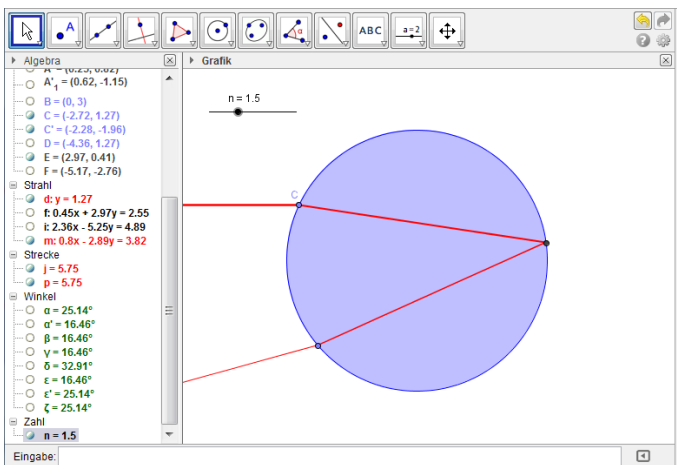 A ABC a=2
Algebra Grafik
A' = (0.25, 0.62)
A'₁ = (0.62, -1.15)
B = (0, 3)
C = (-2.72, 1.27)
C' = (-2.28, -1.96)
D = (-4.36, 1.27)
E = (2.97, 0.41)
F = (-5.17, -2.76)
Strahl
d: y = 1.27
f: 0.45x + 2.97y = 2.55
i: 2.36x - 5.25y = 4.89
m: 0.8x - 2.89y = 3.82
Strecke
j = 5.75
p = 5.75
Winkel
α = 25.14°
α' = 16.46°
β = 16.46°
γ = 16.46°
δ = 32.91°
ε = 16.46°
ε' = 25.14°
ζ = 25.14°
Zahl
n = 1.5
n = 1.5
C
Eingabe: